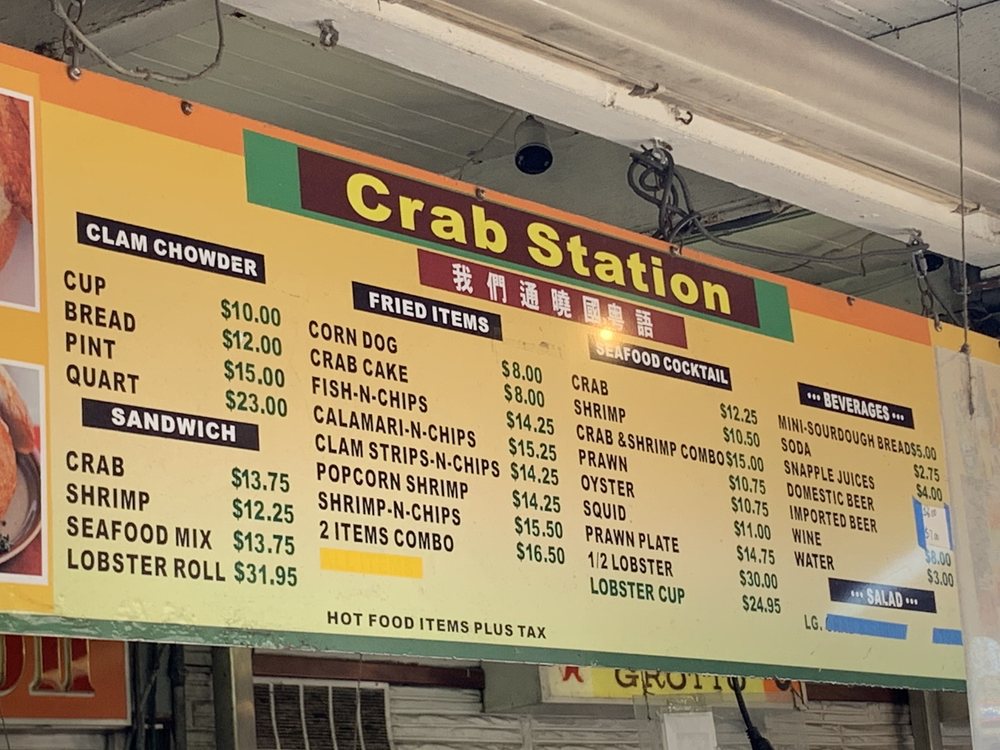 Crab Station
我們通曉國粵語
CLAM CHOWDER
CUP $10.00
BREAD $12.00
PINT $15.00
QUART $23.00
SANDWICH
CRAB $13.75
SHRIMP $12.25
SEAFOOD MIX $13.75
LOBSTER ROLL $31.95
FRIED ITEMS
CORN DOG $8.00
CRAB CAKE $8.00
FISH-N-CHIPS $14.25
CALAMARI-N-CHIPS $15.25
CLAM STRIPS-N-CHIPS $14.25
POPCORN SHRIMP $14.25
SHRIMP-N-CHIPS $15.50
2 ITEMS COMBO $16.50
HOT FOOD ITEMS PLUS TAX
SEAFOOD COCKTAIL
CRAB $12.25
SHRIMP $10.50
CRAB & SHRIMP COMBO $15.00
PRAWN $10.75
OYSTER $10.75
SQUID $11.00
PRAWN PLATE $14.75
1/2 LOBSTER $30.00
LOBSTER CUP $24.95
••• BEVERAGES •••
MINI-SOURDOUGH BREAD $5.00
SODA $2.75
SNAPPLE JUICES $4.00
DOMESTIC BEER
IMPORTED BEER
WINE $8.00
WATER $3.00
••• SALAD •••
LG.
GROTTO